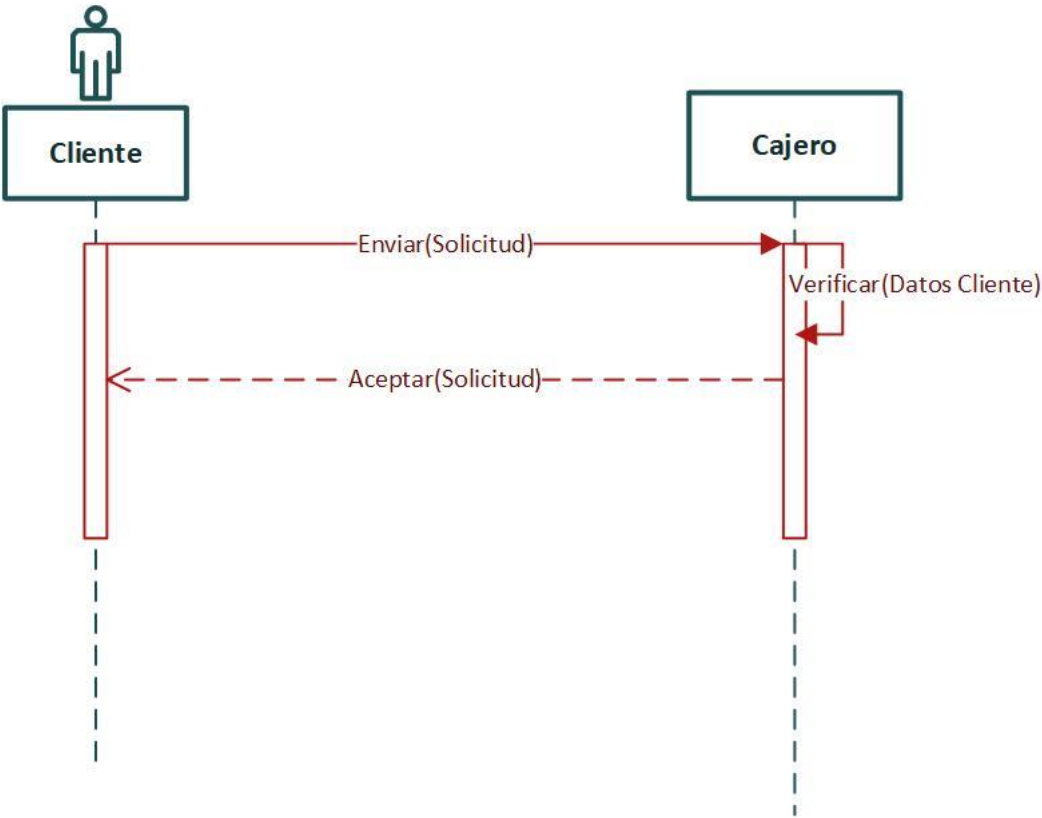 Cliente
Cajero
Enviar(Solicitud)
Verificar(Datos Cliente)
Aceptar(Solicitud)